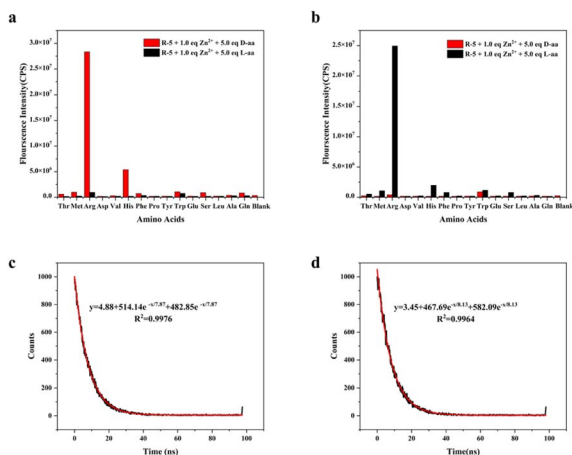 a
R-5 + 1.0 eq Zn²⁺ + 5.0 eq D-aa
R-5 + 1.0 eq Zn²⁺ + 5.0 eq L-aa
Flourscence Intensity(CPS)
3.0×10⁷
2.5×10⁷
2.0×10⁷
1.5×10⁷
1.0×10⁷
5.0×10⁶
0.0
Thr Met Arg Asp Val His Phe Pro Tyr Trp Glu Ser Leu Ala Gln Blank
Amino Acids
b
R-5 + 1.0 eq Zn²⁺ + 5.0 eq D-aa
R-5 + 1.0 eq Zn²⁺ + 5.0 eq L-aa
Flourscence Intensity(CPS)
2.5×10⁷
2.0×10⁷
1.5×10⁷
1.0×10⁷
5.0×10⁶
0.0
Thr Met Arg Asp Val His Phe Pro Tyr Trp Glu Ser Leu Ala Gln Blank
Amino Acids
c
y=4.88+514.14e⁻ˣ/⁷·⁸⁷+482.85e⁻ˣ/⁷·⁸⁷
R²=0.9976
Counts
1000
800
600
400
200
0
0 20 40 60 80 100
Time (ns)
d
y=3.45+467.69e⁻ˣ/⁸·¹³+582.09e⁻ˣ/⁸·¹³
R²=0.9964
Counts
1000
800
600
400
200
0
0 20 40 60 80 100
Time(ns)